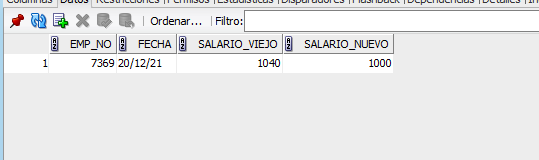 Columnas Datos Restricciones Permisos Estadísticas Disparadores Flashback Dependencias Detalles
Ordenar... Filtro:
EMP_NO FECHA SALARIO_VIEJO SALARIO_NUEVO
1 7369 20/12/21 1040 1000